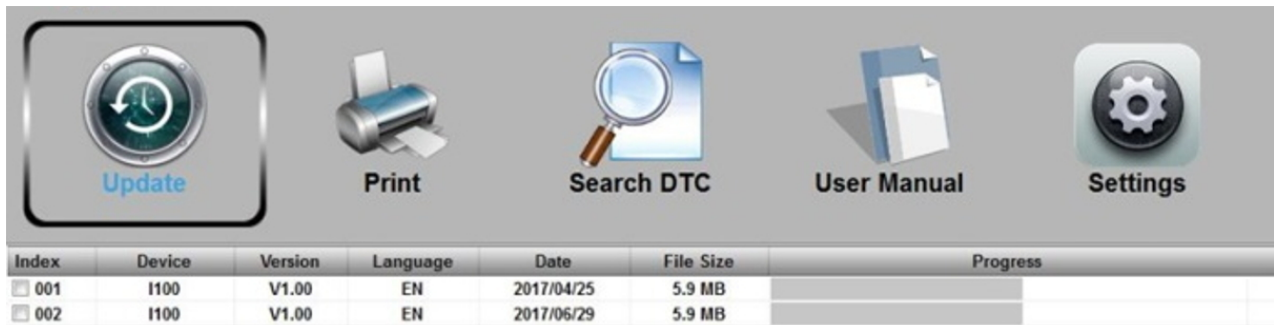 Update Print Search DTC User Manual Settings
Index Device Version Language Date File Size Progress
001 I100 V1.00 EN 2017/04/25 5.9 MB
002 I100 V1.00 EN 2017/06/29 5.9 MB